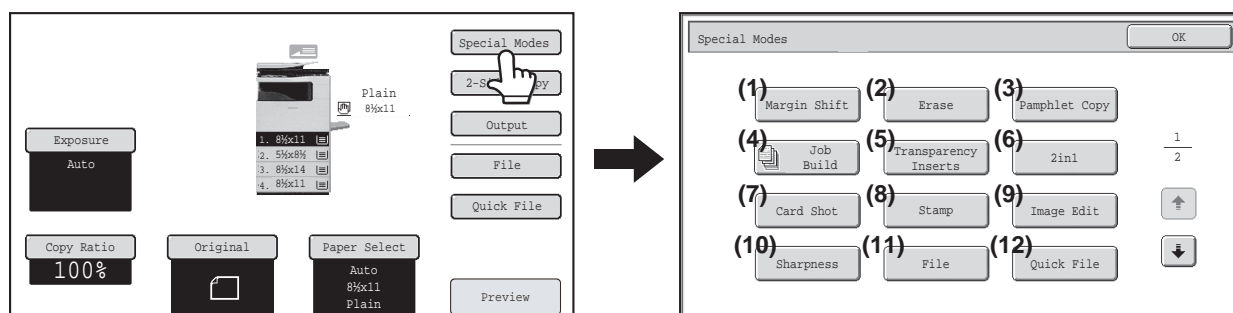 Special Modes
2-S
py
Output
File
Quick File
Preview
Plain
8½x11
1. 8½x11
2. 5½x8½
3. 8½x14
4. 8½x11
Exposure
Auto
Copy Ratio
100%
Original
Paper Select
Auto
8½x11
Plain
Special Modes
OK
(1) Margin Shift
(2) Erase
(3) Pamphlet Copy
(4) Job
Build
(5) Transparency
Inserts
(6) 2in1
(7) Card Shot
(8) Stamp
(9) Image Edit
(10) Sharpness
(11) File
(12) Quick File
1
2